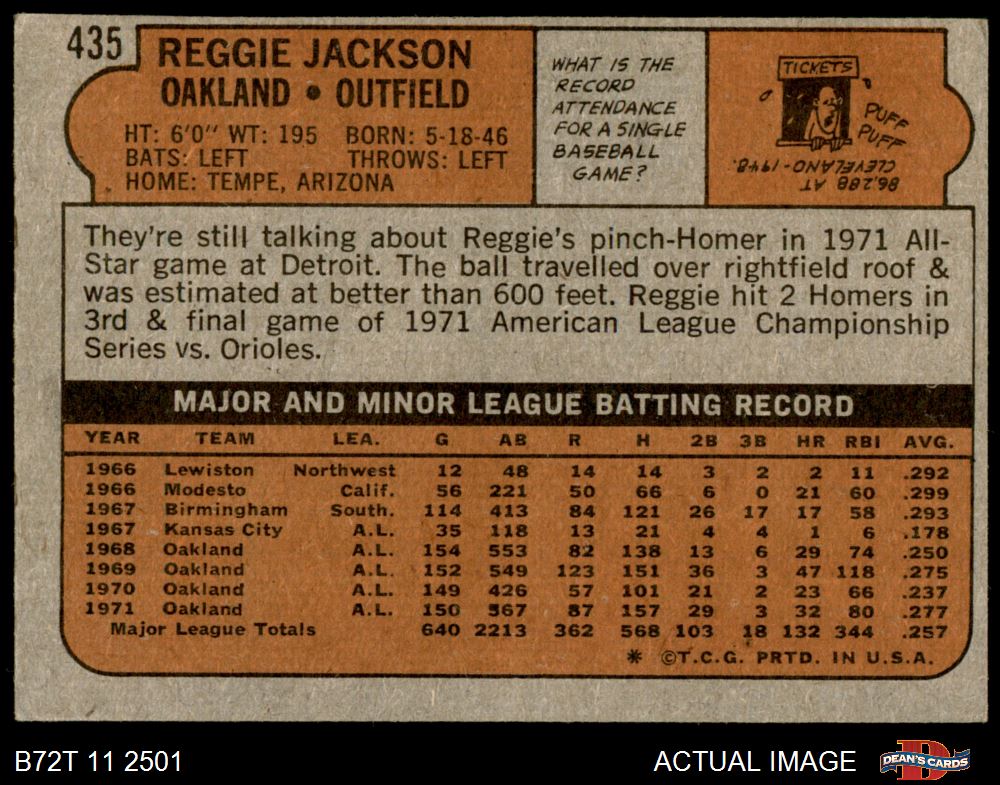 435
REGGIE JACKSON
OAKLAND • OUTFIELD
HT: 6'0" WT: 195 BORN: 5-18-46
BATS: LEFT THROWS: LEFT
HOME: TEMPE, ARIZONA
WHAT IS THE
RECORD
ATTENDANCE
FOR A SINGLE
BASEBALL
GAME?
TICKETS
PUFF
PUFF
86,288 AT
CLEVELAND-1948.
They're still talking about Reggie's pinch-Homer in 1971 All-
Star game at Detroit. The ball travelled over rightfield roof &
was estimated at better than 600 feet. Reggie hit 2 Homers in
3rd & final game of 1971 American League Championship
Series vs. Orioles.
MAJOR AND MINOR LEAGUE BATTING RECORD
YEAR TEAM LEA. G AB R H 2B 3B HR RBI AVG.
1966 Lewiston Northwest 12 48 14 14 3 2 2 11 .292
1966 Modesto Calif. 56 221 50 66 6 0 21 60 .299
1967 Birmingham South. 114 413 84 121 26 17 17 58 .293
1967 Kansas City A.L. 35 118 13 21 4 4 1 6 .178
1968 Oakland A.L. 154 553 82 138 13 6 29 74 .250
1969 Oakland A.L. 152 549 123 151 36 3 47 118 .275
1970 Oakland A.L. 149 426 57 101 21 2 23 66 .237
1971 Oakland A.L. 150 567 87 157 29 3 32 80 .277
Major League Totals 640 2213 362 568 103 18 132 344 .257
* ©T.C.G. PRTD. IN U.S.A.
B72T 11 2501
ACTUAL IMAGE
D
DEAN'S CARDS